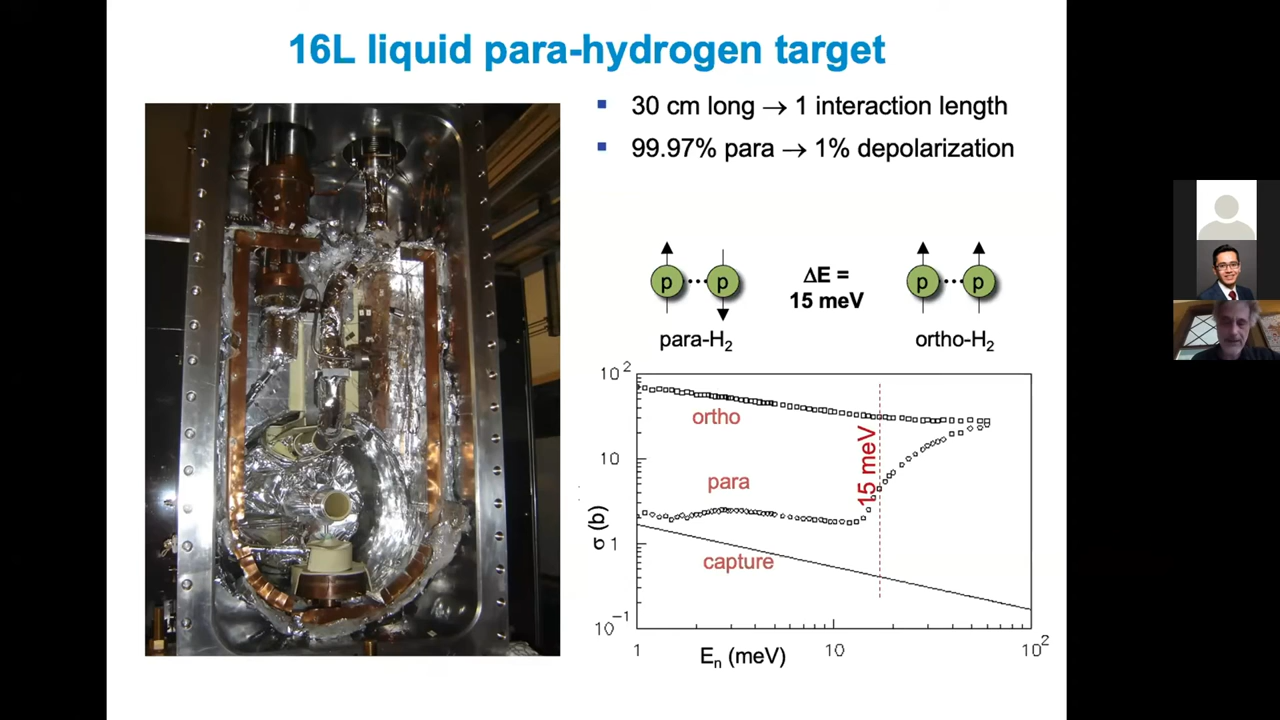 16L liquid para-hydrogen target
▪ 30 cm long → 1 interaction length
▪ 99.97% para → 1% depolarization
p p
ΔE =
15 meV
p p
para-H₂
ortho-H₂
10²
ortho
15 meV
10
para
σ (b)
1
capture
10⁻¹
1
10
10²
Eₙ (meV)